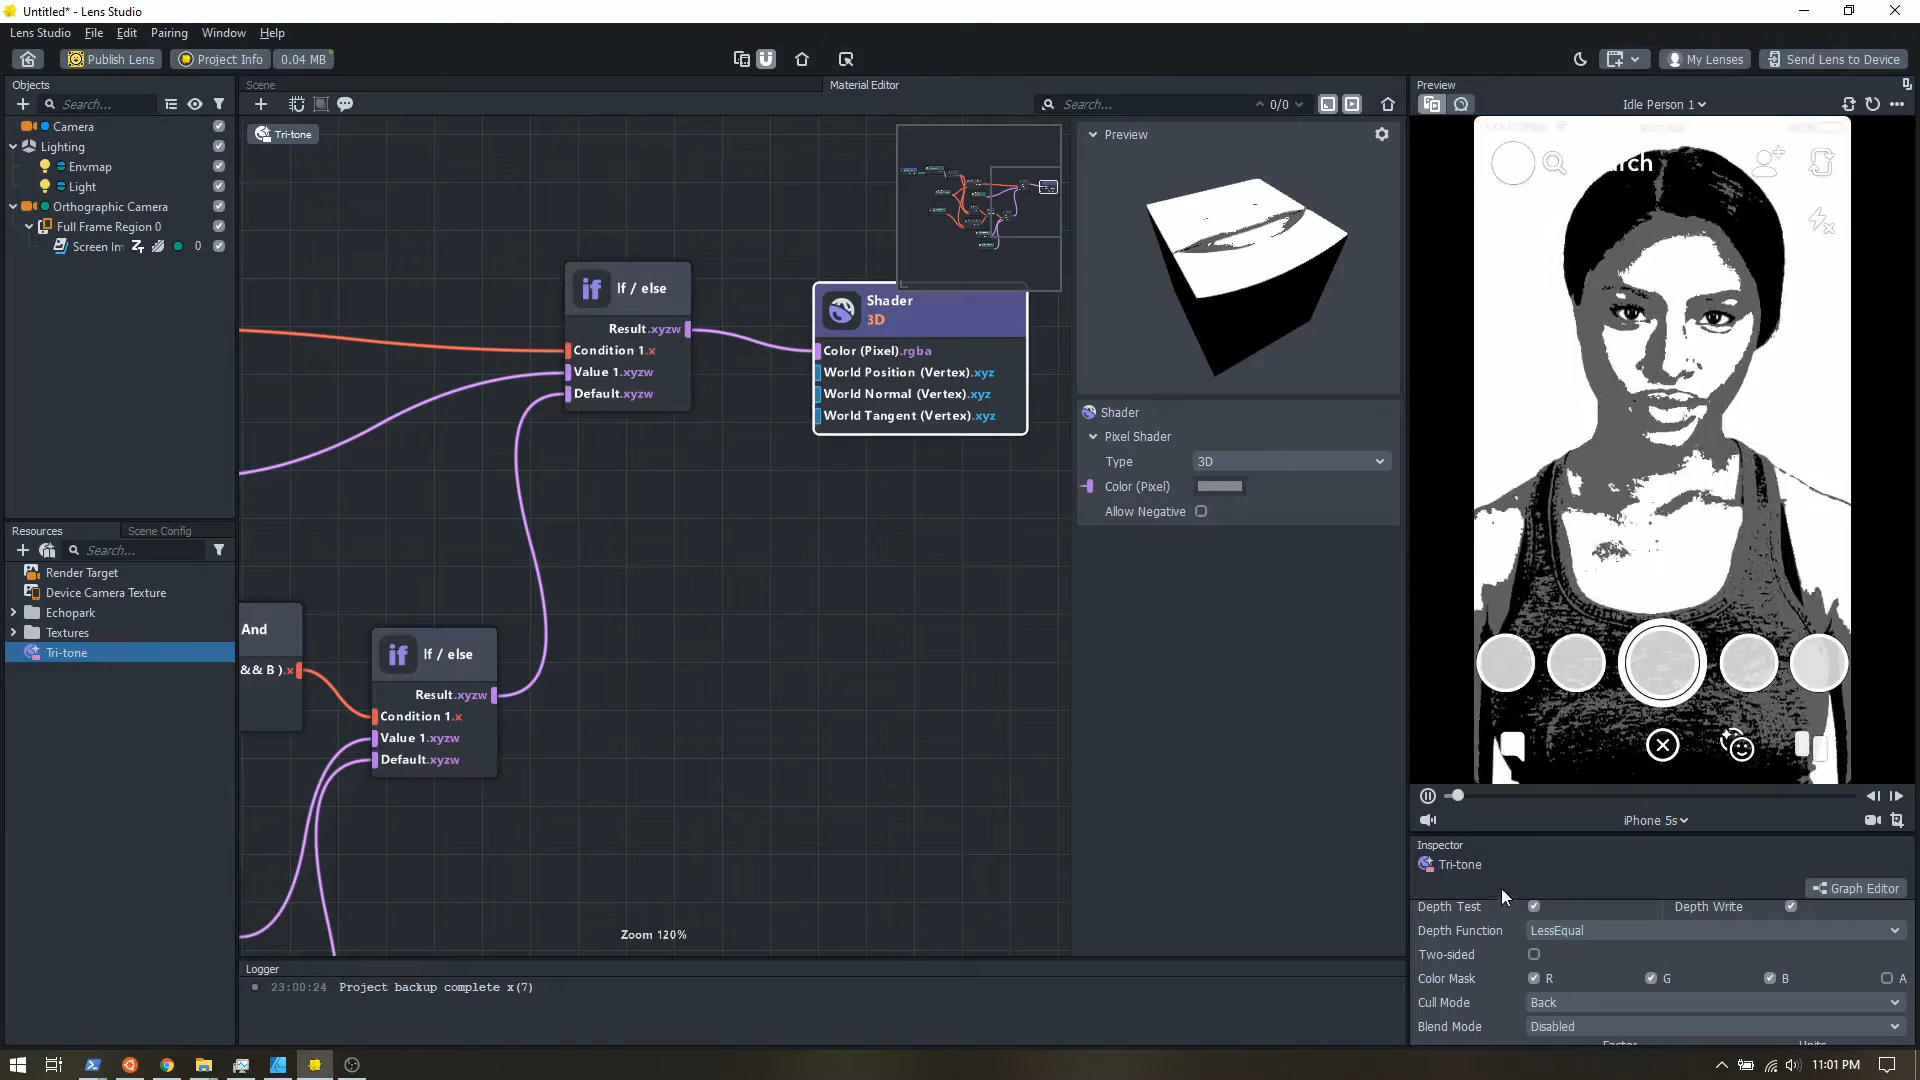 Untitled* - Lens Studio
Lens Studio File Edit Pairing Window Help
Publish Lens Project Info 0.04 MB My Lenses Send Lens to Device
Objects
Search...
Camera
Lighting
Envmap
Light
Orthographic Camera
Full Frame Region 0
Screen Im 0
Resources Scene Config
Search...
Render Target
Device Camera Texture
Echopark
Textures
Tri-tone
Scene Material Editor
Search... 0/0
Tri-tone
if If / else
Result.xyzw
Condition 1.x
Value 1.xyzw
Default.xyzw
Shader
3D
Color (Pixel).rgba
World Position (Vertex).xyz
World Normal (Vertex).xyz
World Tangent (Vertex).xyz
And
&& B ).x
if If / else
Result.xyzw
Condition 1.x
Value 1.xyzw
Default.xyzw
Zoom 120%
Preview
Shader
Pixel Shader
Type 3D
Color (Pixel)
Allow Negative
Logger
23:00:24 Project backup complete x(7)
Preview
Idle Person 1
arch
iPhone 5s
Inspector
Tri-tone
Graph Editor
Depth Test Depth Write
Depth Function LessEqual
Two-sided
Color Mask R G B A
Cull Mode Back
Blend Mode Disabled
Factor Units
11:01 PM